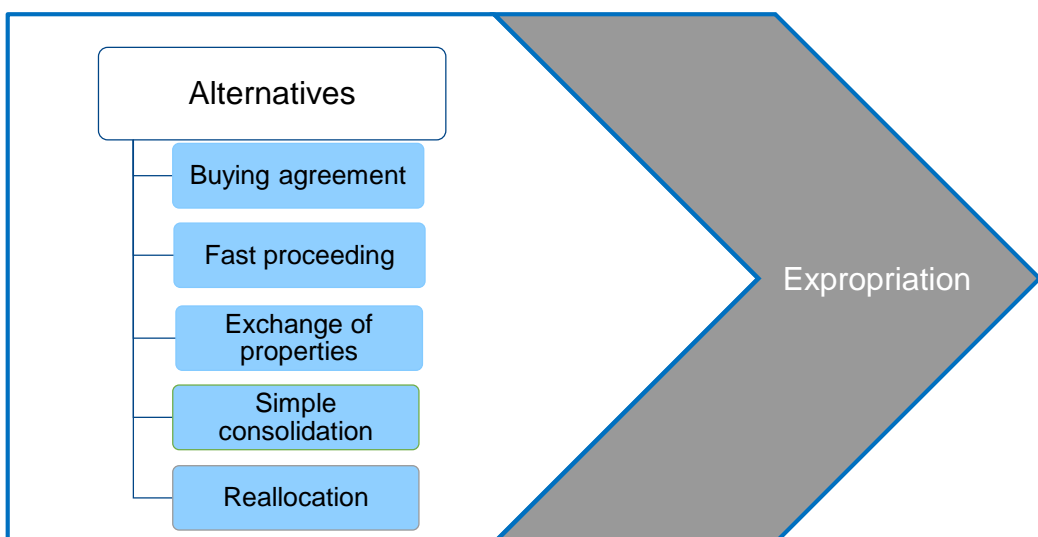 Alternatives
Buying agreement
Fast proceeding
Exchange of
properties
Simple
consolidation
Reallocation
Expropriation